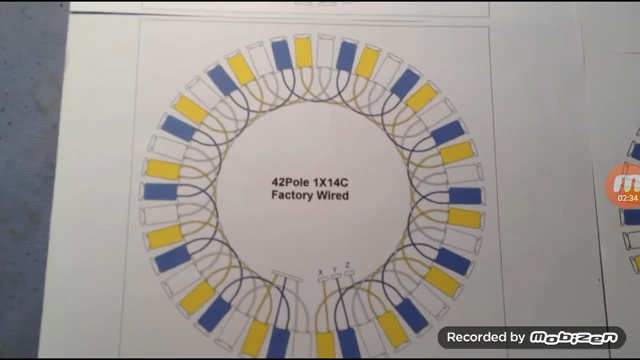 42Pole 1X14C
Factory Wired
X Y Z
02:34
Recorded by mobizen